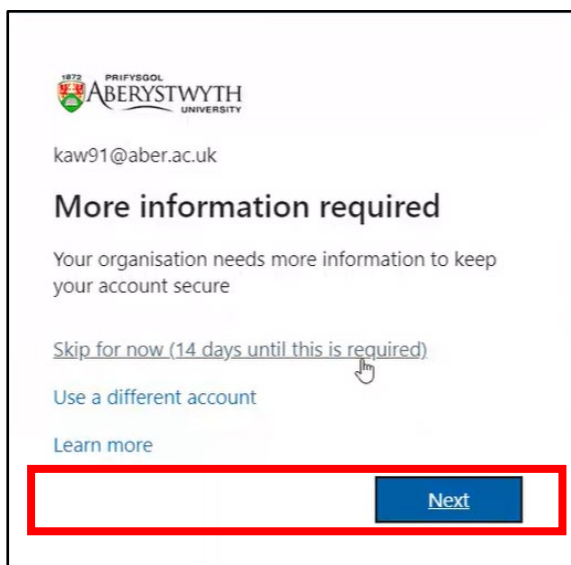 1872 PRIFYSGOL
ABERYSTWYTH
UNIVERSITY
kaw91@aber.ac.uk
More information required
Your organisation needs more information to keep
your account secure
Skip for now (14 days until this is required)
Use a different account
Learn more
Next